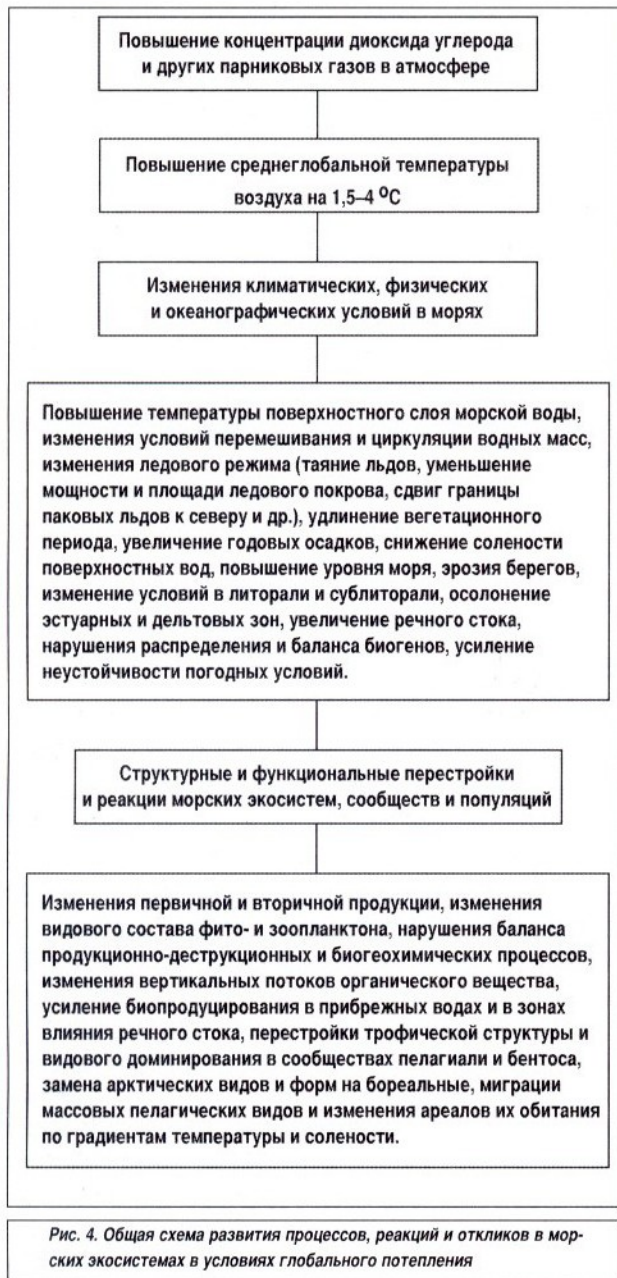 Повышение концентрации диоксида углерода
и других парниковых газов в атмосфере
Повышение среднеглобальной температуры
воздуха на 1,5–4 ⁰С
Изменения климатических, физических
и океанографических условий в морях
Повышение температуры поверхностного слоя морской воды,
изменения условий перемешивания и циркуляции водных масс,
изменения ледового режима (таяние льдов, уменьшение
мощности и площади ледового покрова, сдвиг границы
паковых льдов к северу и др.), удлинение вегетационного
периода, увеличение годовых осадков, снижение солености
поверхностных вод, повышение уровня моря, эрозия берегов,
изменение условий в литорали и сублиторали, осолонение
эстуарных и дельтовых зон, увеличение речного стока,
нарушения распределения и баланса биогенов, усиление
неустойчивости погодных условий.
Структурные и функциональные перестройки
и реакции морских экосистем, сообществ и популяций
Изменения первичной и вторичной продукции, изменения
видового состава фито- и зоопланктона, нарушения баланса
продукционно-деструкционных и биогеохимических процессов,
изменения вертикальных потоков органического вещества,
усиление биопродуцирования в прибрежных водах и в зонах
влияния речного стока, перестройки трофической структуры и
видового доминирования в сообществах пелагиали и бентоса,
замена арктических видов и форм на бореальные, миграции
массовых пелагических видов и изменения ареалов их обитания
по градиентам температуры и солености.
Рис. 4. Общая схема развития процессов, реакций и откликов в мор-
ских экосистемах в условиях глобального потепления